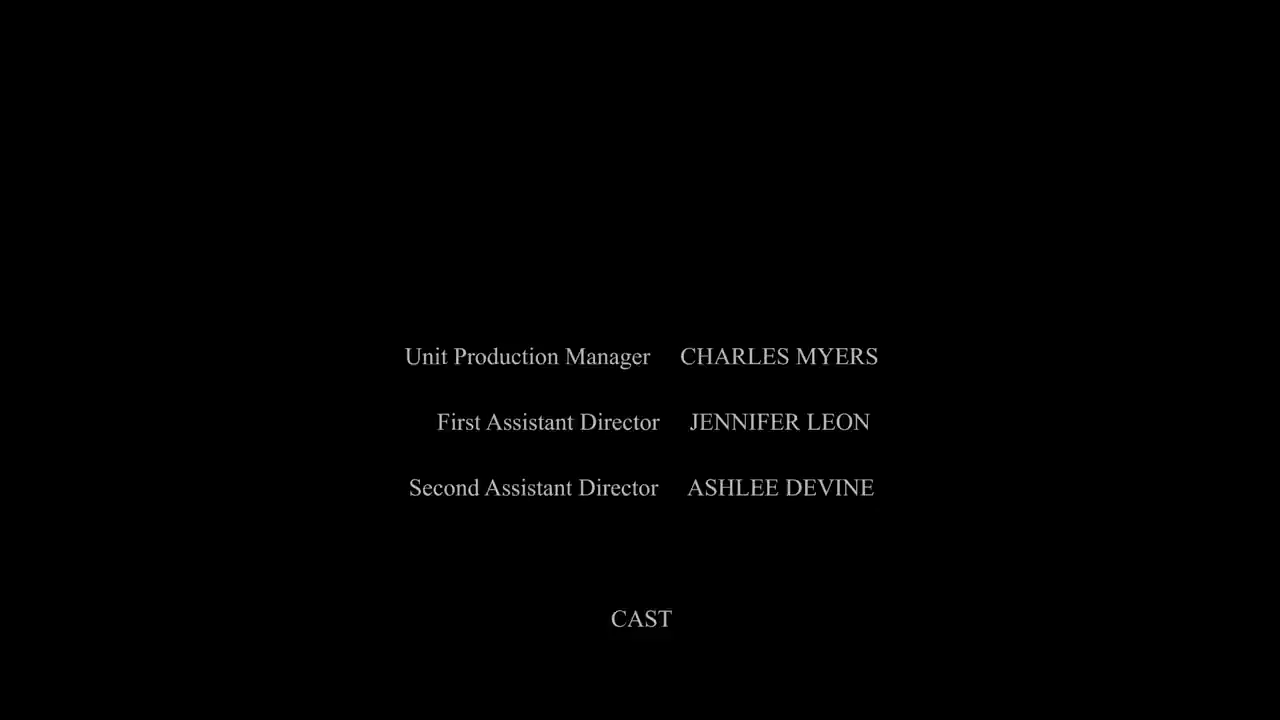 Unit Production Manager CHARLES MYERS
First Assistant Director JENNIFER LEON
Second Assistant Director ASHLEE DEVINE
CAST